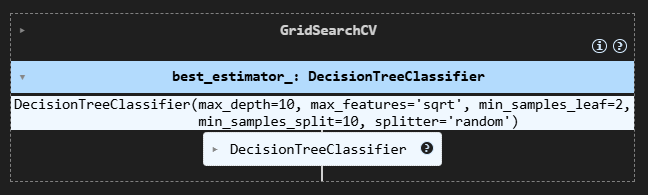 GridSearchCV
best_estimator_: DecisionTreeClassifier
DecisionTreeClassifier(max_depth=10, max_features='sqrt', min_samples_leaf=2,
min_samples_split=10, splitter='random')
DecisionTreeClassifier ?